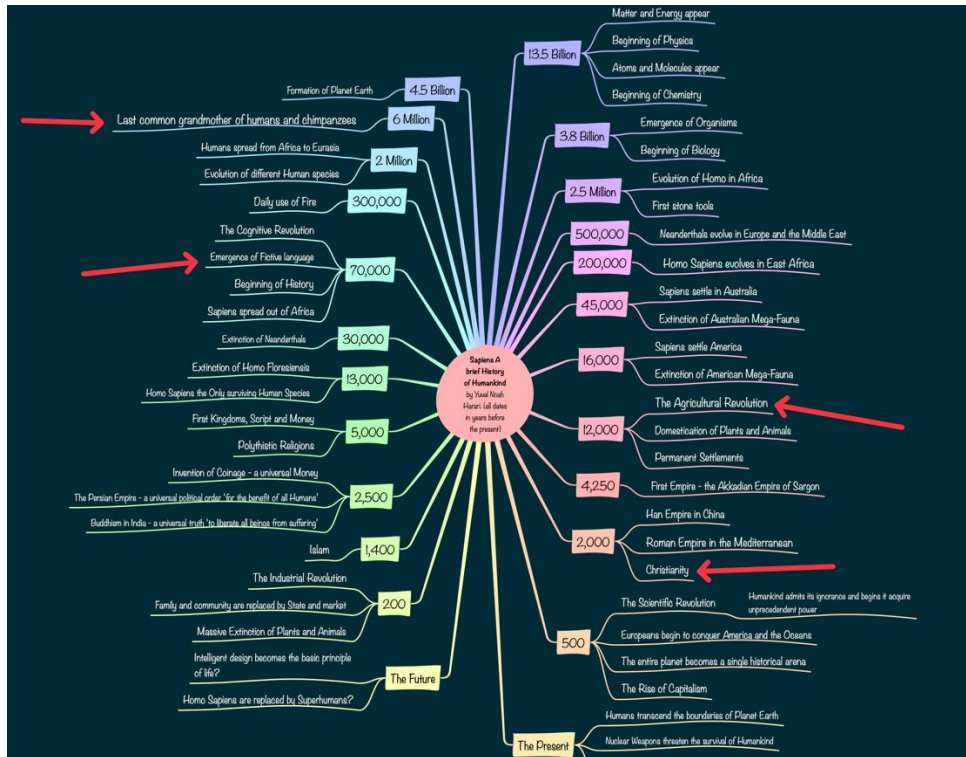 Sapiens A
brief History
of Humankind
by Yuval Noah
Harari. (all dates
in years before
the present)
13.5 Billion
Matter and Energy appear
Beginning of Physics
Atoms and Molecules appear
Beginning of Chemistry
4.5 Billion
Formation of Planet Earth
3.8 Billion
Emergence of Organisms
Beginning of Biology
6 Million
Last common grandmother of humans and chimpanzees
2.5 Million
Evolution of Homo in Africa
First stone tools
2 Million
Humans spread from Africa to Eurasia
Evolution of different Human species
500,000
Neanderthals evolve in Europe and the Middle East
300,000
Daily use of Fire
200,000
Homo Sapiens evolves in East Africa
70,000
The Cognitive Revolution
Emergence of Fictive language
Beginning of History
Sapiens spread out of Africa
45,000
Sapiens settle in Australia
Extinction of Australian Mega-Fauna
30,000
Extinction of Neanderthals
16,000
Sapiens settle America
Extinction of American Mega-Fauna
13,000
Extinction of Homo Floresiensis
Homo Sapiens the Only surviving Human Species
12,000
The Agricultural Revolution
Domestication of Plants and Animals
Permanent Settlements
5,000
First Kingdoms, Script and Money
Polythistic Religions
4,250
First Empire - the Akkadian Empire of Sargon
2,500
Invention of Coinage - a universal Money
The Persian Empire - a universal political order 'for the benefit of all Humans'
Buddhism in India - a universal truth 'to liberate all beings from suffering'
2,000
Han Empire in China
Roman Empire in the Mediterranean
Christianity
1,400
Islam
500
The Scientific Revolution
Humankind admits its ignorance and begins it acquire
unprecedendent power
Europeans begin to conquer America and the Oceans
The entire planet becomes a single historical arena
The Rise of Capitalism
200
The Industrial Revolution
Family and community are replaced by State and market
Massive Extinction of Plants and Animals
The Present
Humans transcend the bounderies of Planet Earth
Nuclear Weapons threaten the survival of Humankind
The Future
Intelligent design becomes the basic principle
of life?
Homo Sapiens are replaced by Superhumans?